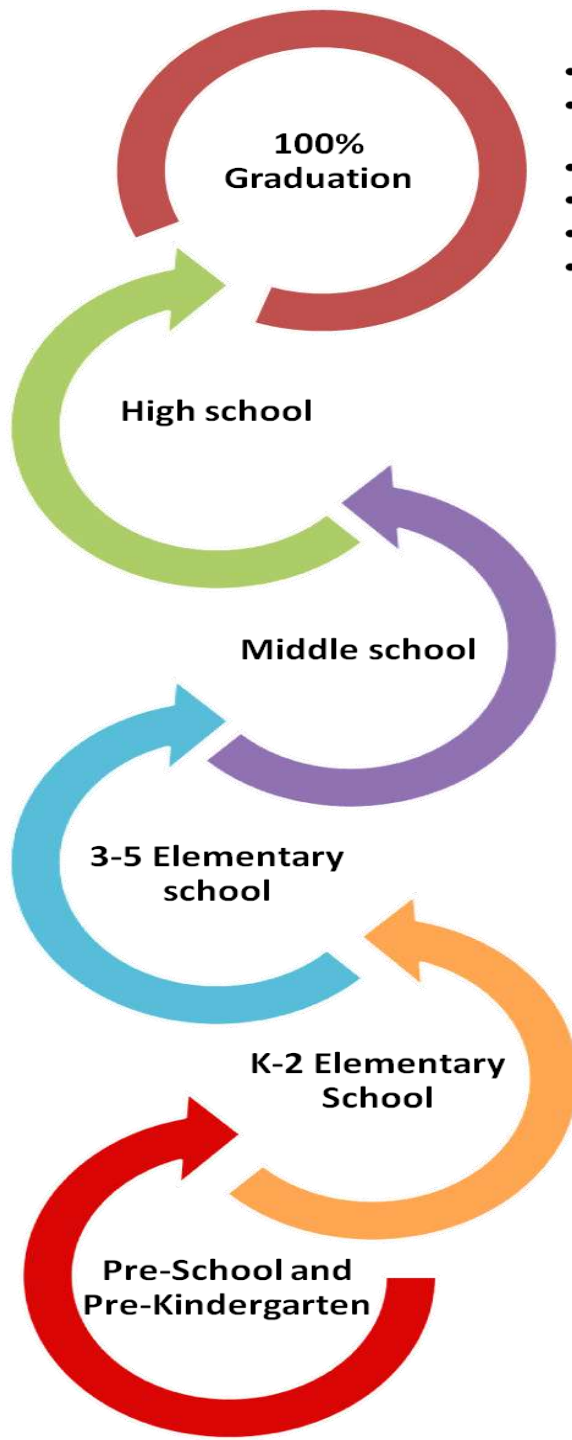 100%
Graduation
High school
Middle school
3-5 Elementary
school
K-2 Elementary
School
Pre-School and
Pre-Kindergarten